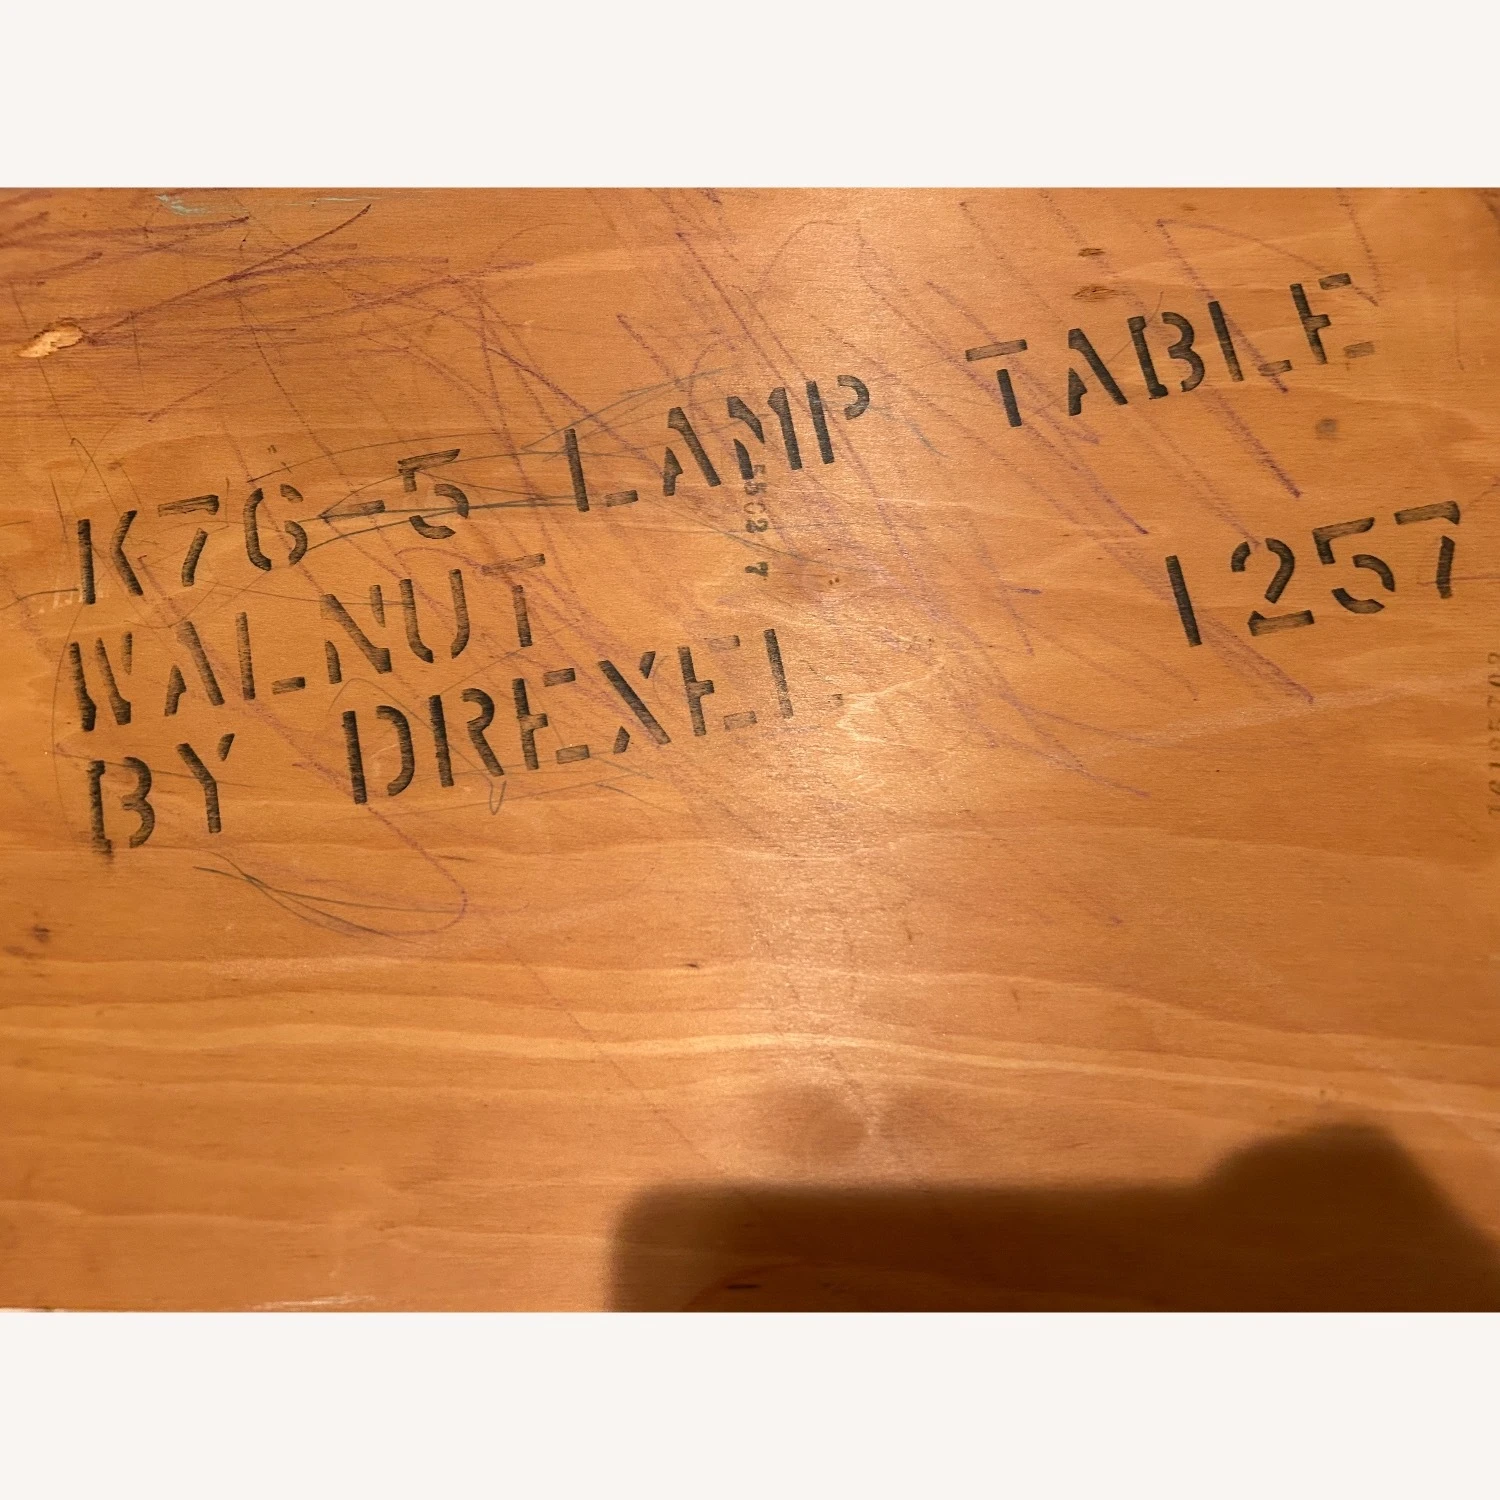 K76-5 LAMP TABLE
WALNUT 1257
BY DREXEL